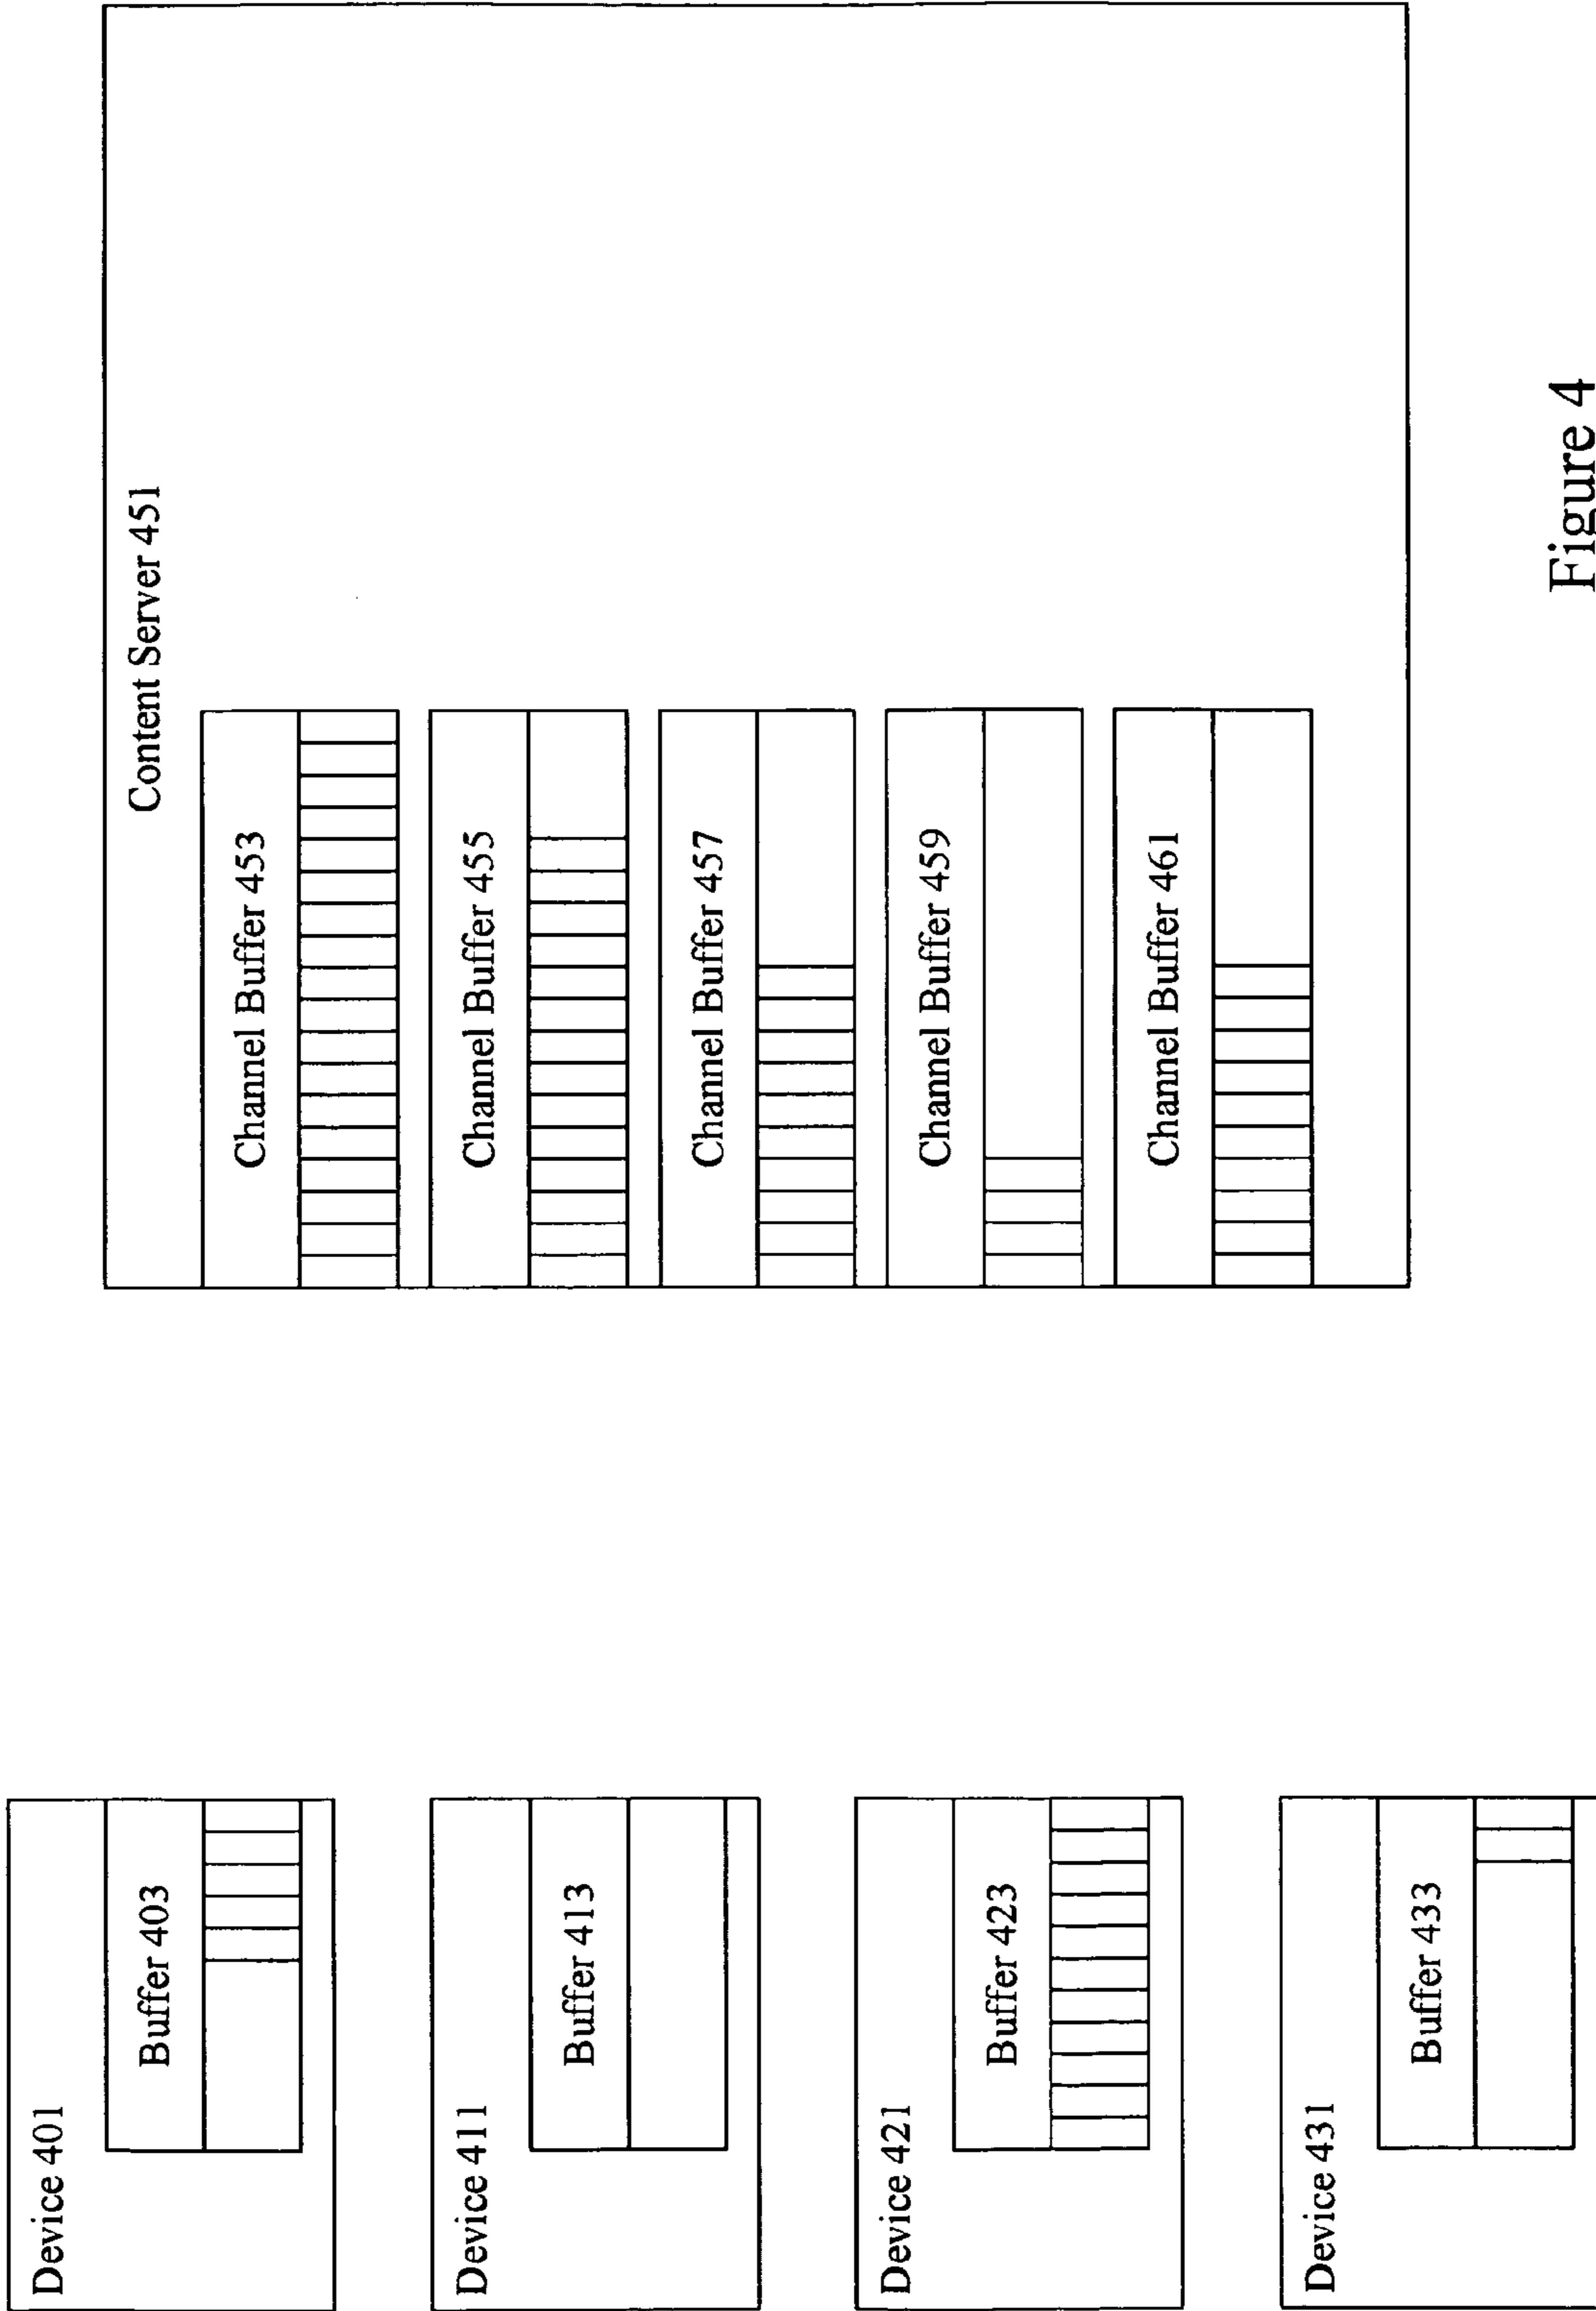 Device 401
Buffer 403
Device 411
Buffer 413
Device 421
Buffer 423
Device 431
Buffer 433
Content Server 451
Channel Buffer 453
Channel Buffer 455
Channel Buffer 457
Channel Buffer 459
Channel Buffer 461
Figure 4